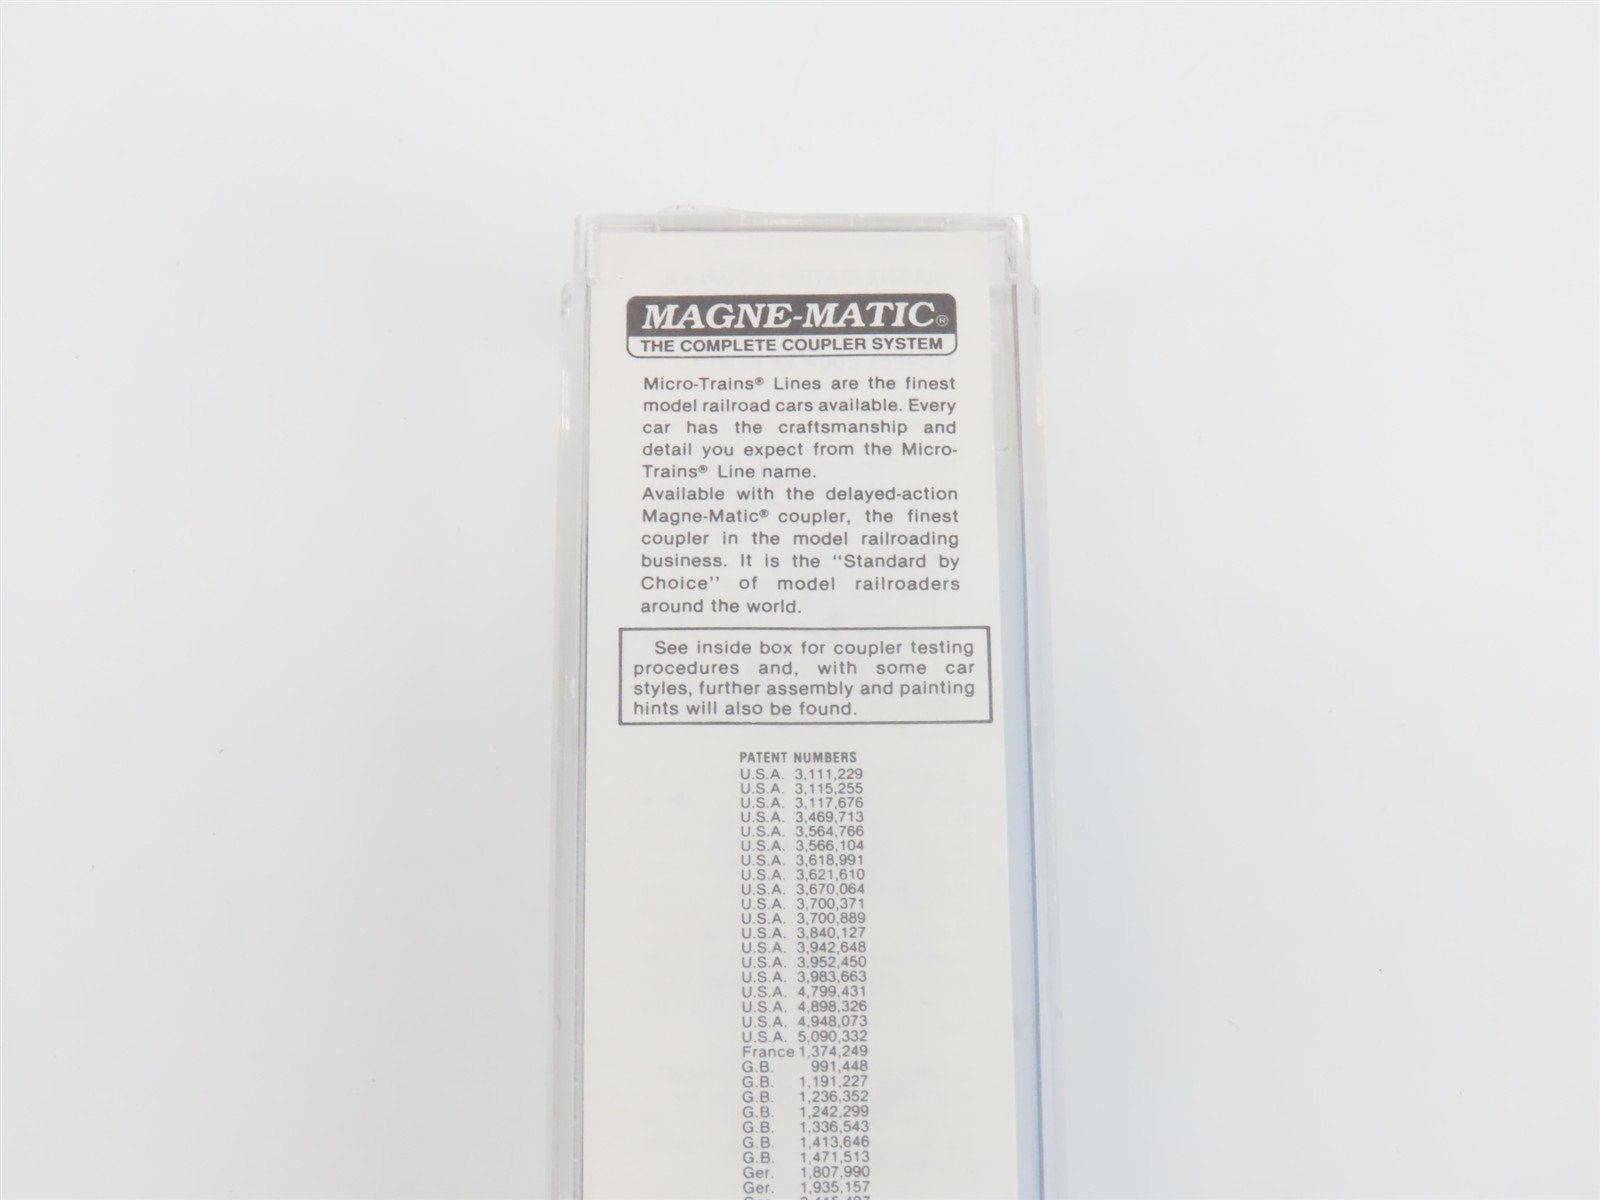 MAGNE-MATIC®
THE COMPLETE COUPLER SYSTEM
Micro-Trains® Lines are the finest
model railroad cars available. Every
car has the craftsmanship and
detail you expect from the Micro-
Trains® Line name.
Available with the delayed-action
Magne-Matic® coupler, the finest
coupler in the model railroading
business. It is the "Standard by
Choice" of model railroaders
around the world.
See inside box for coupler testing
procedures and, with some car
styles, further assembly and painting
hints will also be found.
PATENT NUMBERS
U.S.A. 3,111,229
U.S.A. 3,115,255
U.S.A. 3,117,676
U.S.A. 3,469,713
U.S.A. 3,564,766
U.S.A. 3,566,104
U.S.A. 3,618,991
U.S.A. 3,621,610
U.S.A. 3,670,064
U.S.A. 3,700,371
U.S.A. 3,700,889
U.S.A. 3,840,127
U.S.A. 3,942,648
U.S.A. 3,952,450
U.S.A. 3,983,663
U.S.A. 4,799,431
U.S.A. 4,898,326
U.S.A. 4,948,073
U.S.A. 5,090,332
France 1,374,249
G.B. 991,448
G.B. 1,191,227
G.B. 1,236,352
G.B. 1,242,299
G.B. 1,336,543
G.B. 1,413,646
G.B. 1,471,513
Ger. 1,807,990
Ger. 1,935,157